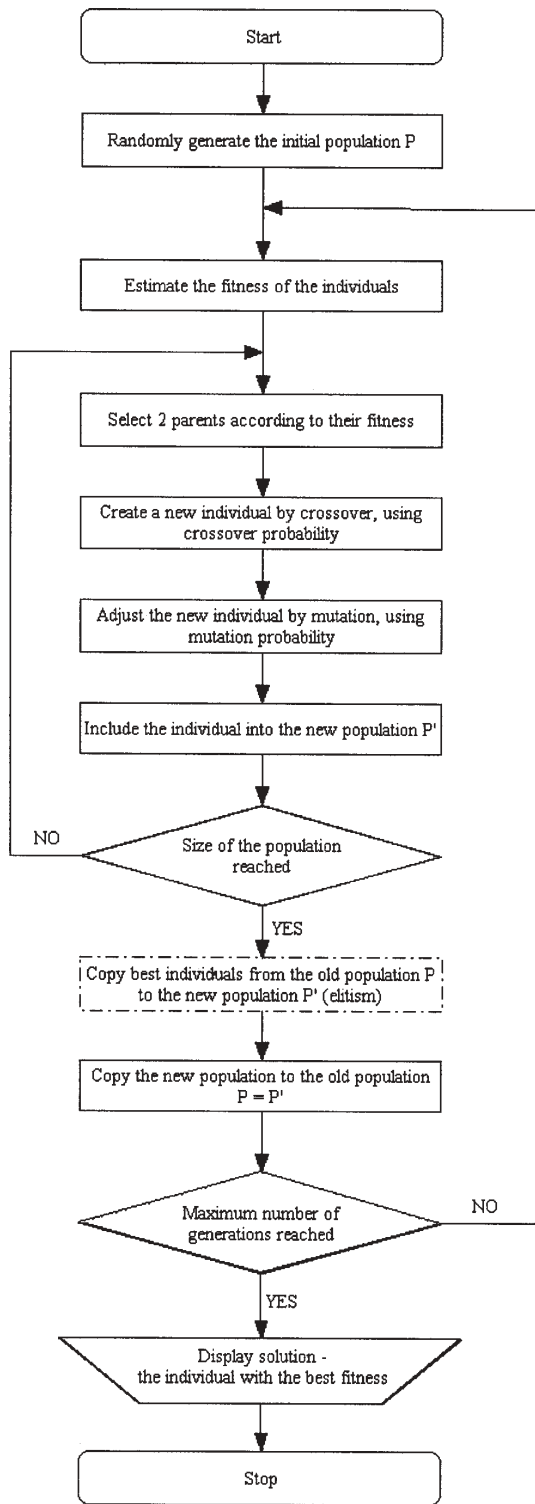 Start
Randomly generate the initial population P
Estimate the fitness of the individuals
Select 2 parents according to their fitness
Create a new individual by crossover, using
crossover probability
Adjust the new individual by mutation, using
mutation probability
Include the individual into the new population P'
NO
Size of the population
reached
YES
Copy best individuals from the old population P
to the new population P' (elitism)
Copy the new population to the old population
P = P'
Maximum number of
generations reached
NO
YES
Display solution -
the individual with the best fitness
Stop